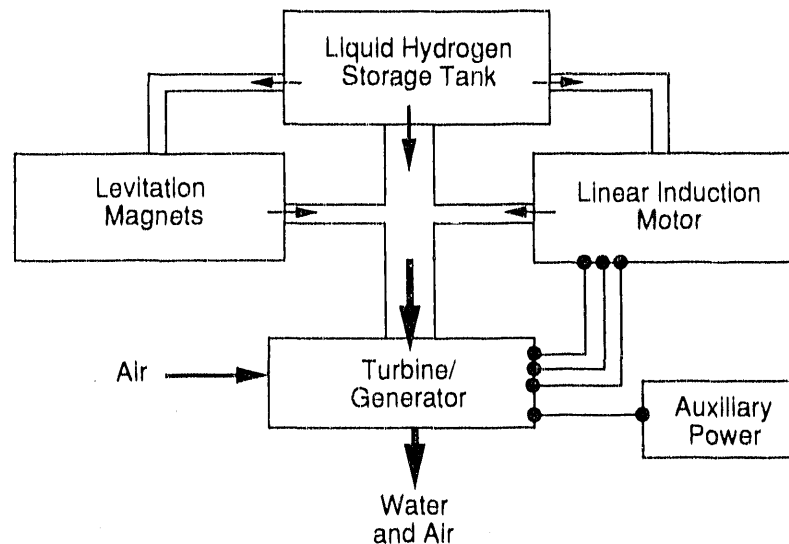 Liquid Hydrogen
Storage Tank
Levitation
Magnets
Linear Induction
Motor
Air
Turbine/
Generator
Auxiliary
Power
Water
and Air